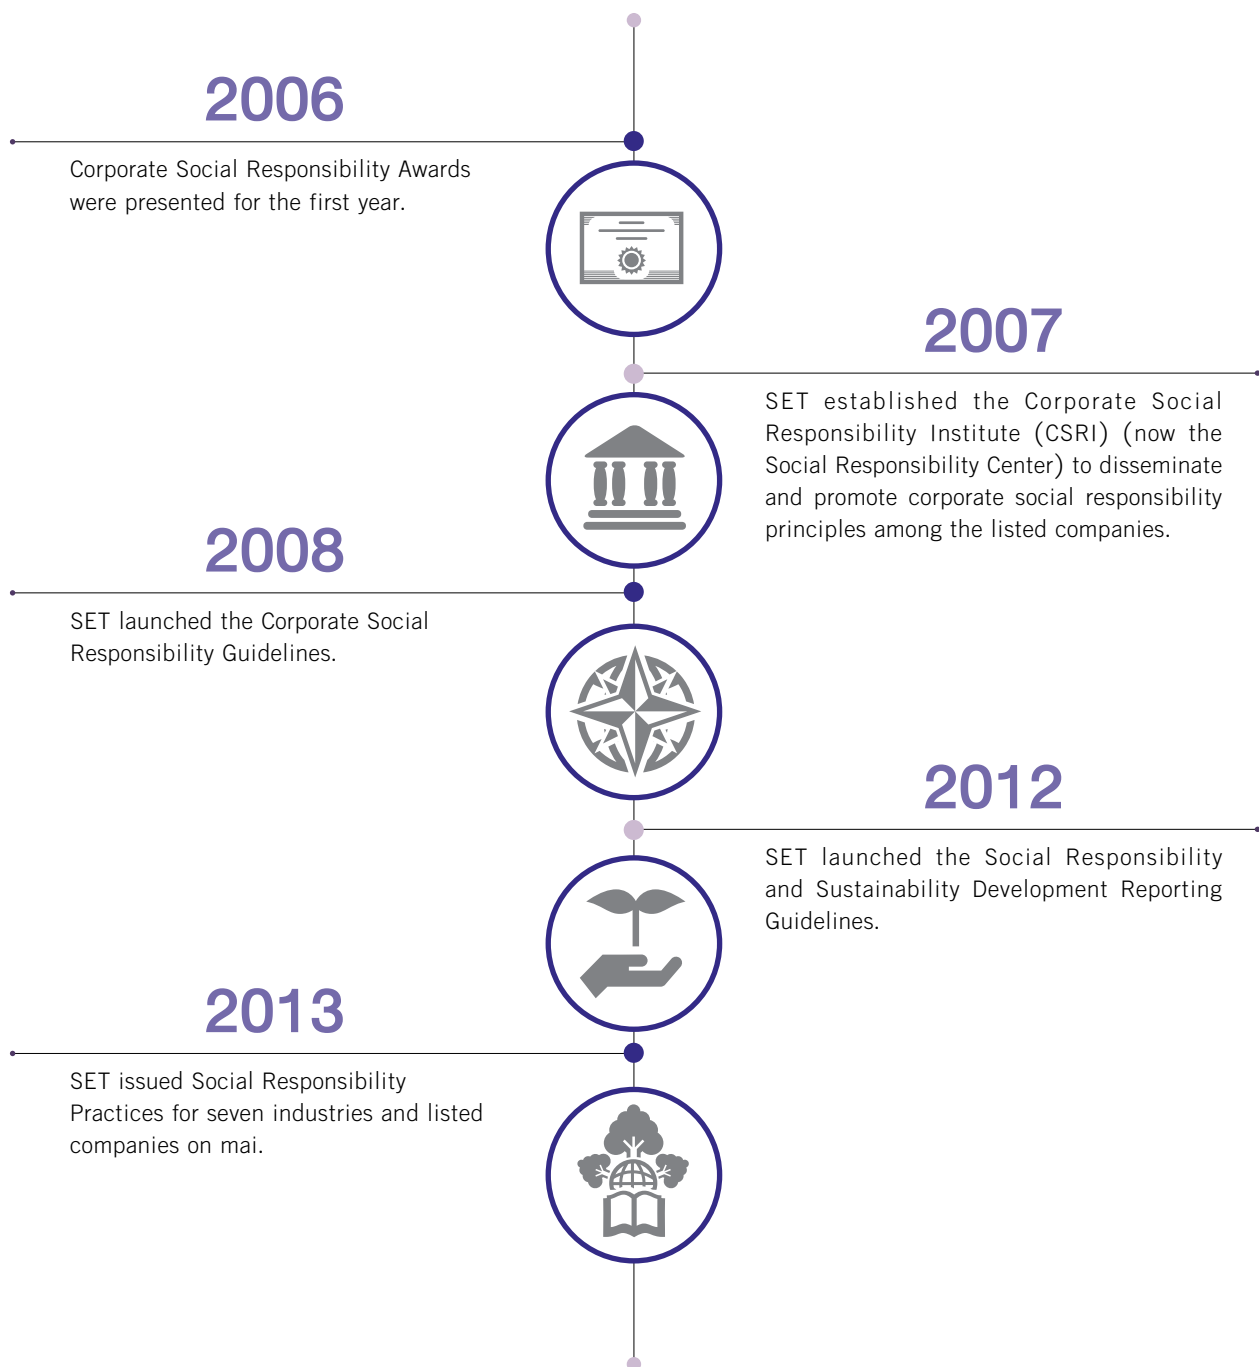 2006
Corporate Social Responsibility Awards
were presented for the first year.
2007
SET established the Corporate Social
Responsibility Institute (CSRI) (now the
Social Responsibility Center) to disseminate
and promote corporate social responsibility
principles among the listed companies.
2008
SET launched the Corporate Social
Responsibility Guidelines.
2012
SET launched the Social Responsibility
and Sustainability Development Reporting
Guidelines.
2013
SET issued Social Responsibility
Practices for seven industries and listed
companies on mai.